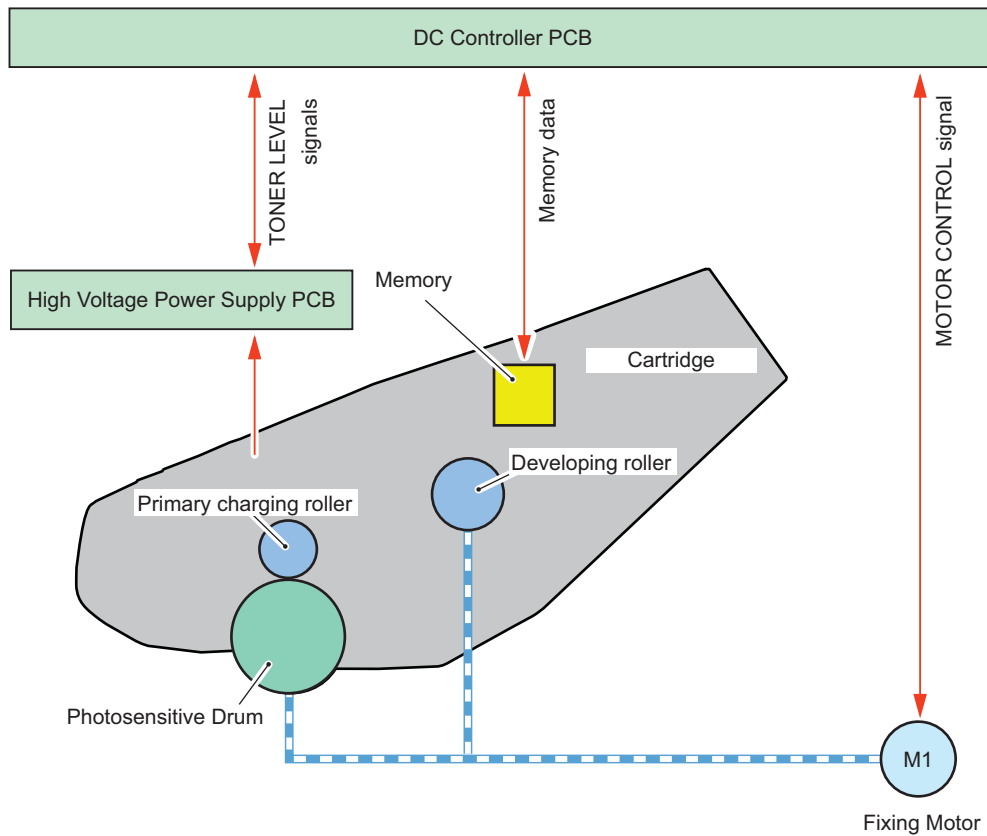 DC Controller PCB
TONER LEVEL
signals
Memory data
MOTOR CONTROL signal
High Voltage Power Supply PCB
Memory
Cartridge
Developing roller
Primary charging roller
Photosensitive Drum
M1
Fixing Motor